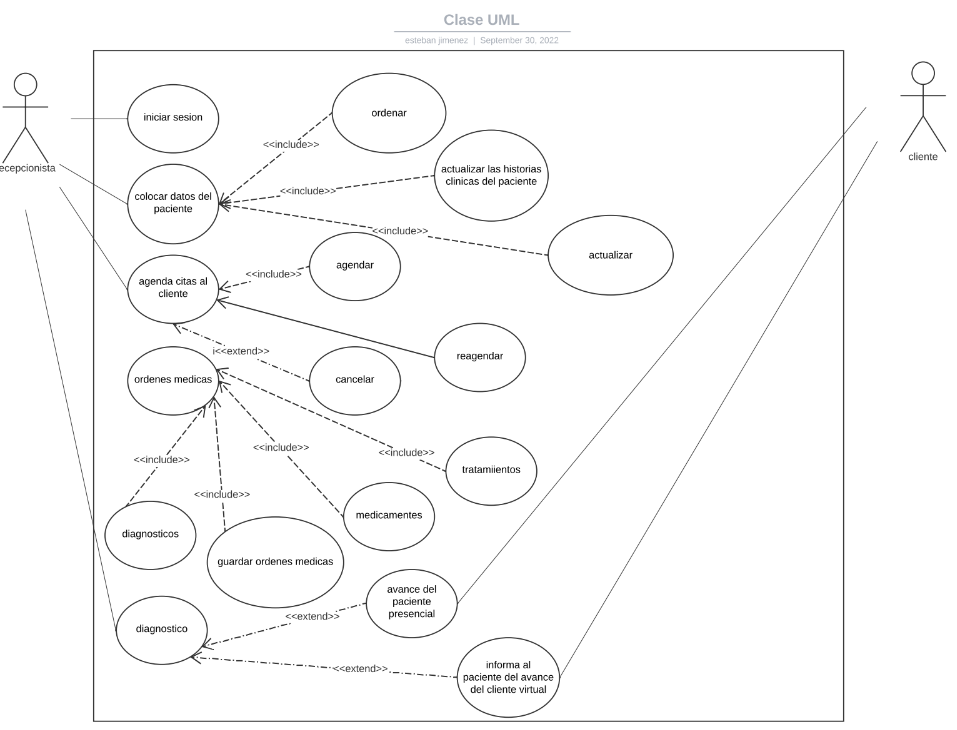 Clase UML
esteban jimenez | September 30, 2022
ecepcionista
cliente
iniciar sesion
ordenar
<<include>>
actualizar las historias
clinicas del paciente
<<include>>
colocar datos del
paciente
<<include>>
actualizar
agendar
<<include>>
agenda citas al
cliente
reagendar
i<<extend>>
cancelar
ordenes medicas
<<include>>
<<include>>
<<include>>
tratamiientos
<<include>>
medicamentes
diagnosticos
guardar ordenes medicas
avance del
paciente
presencial
<<extend>>
diagnostico
<<extend>>
informa al
paciente del avance
del cliente virtual